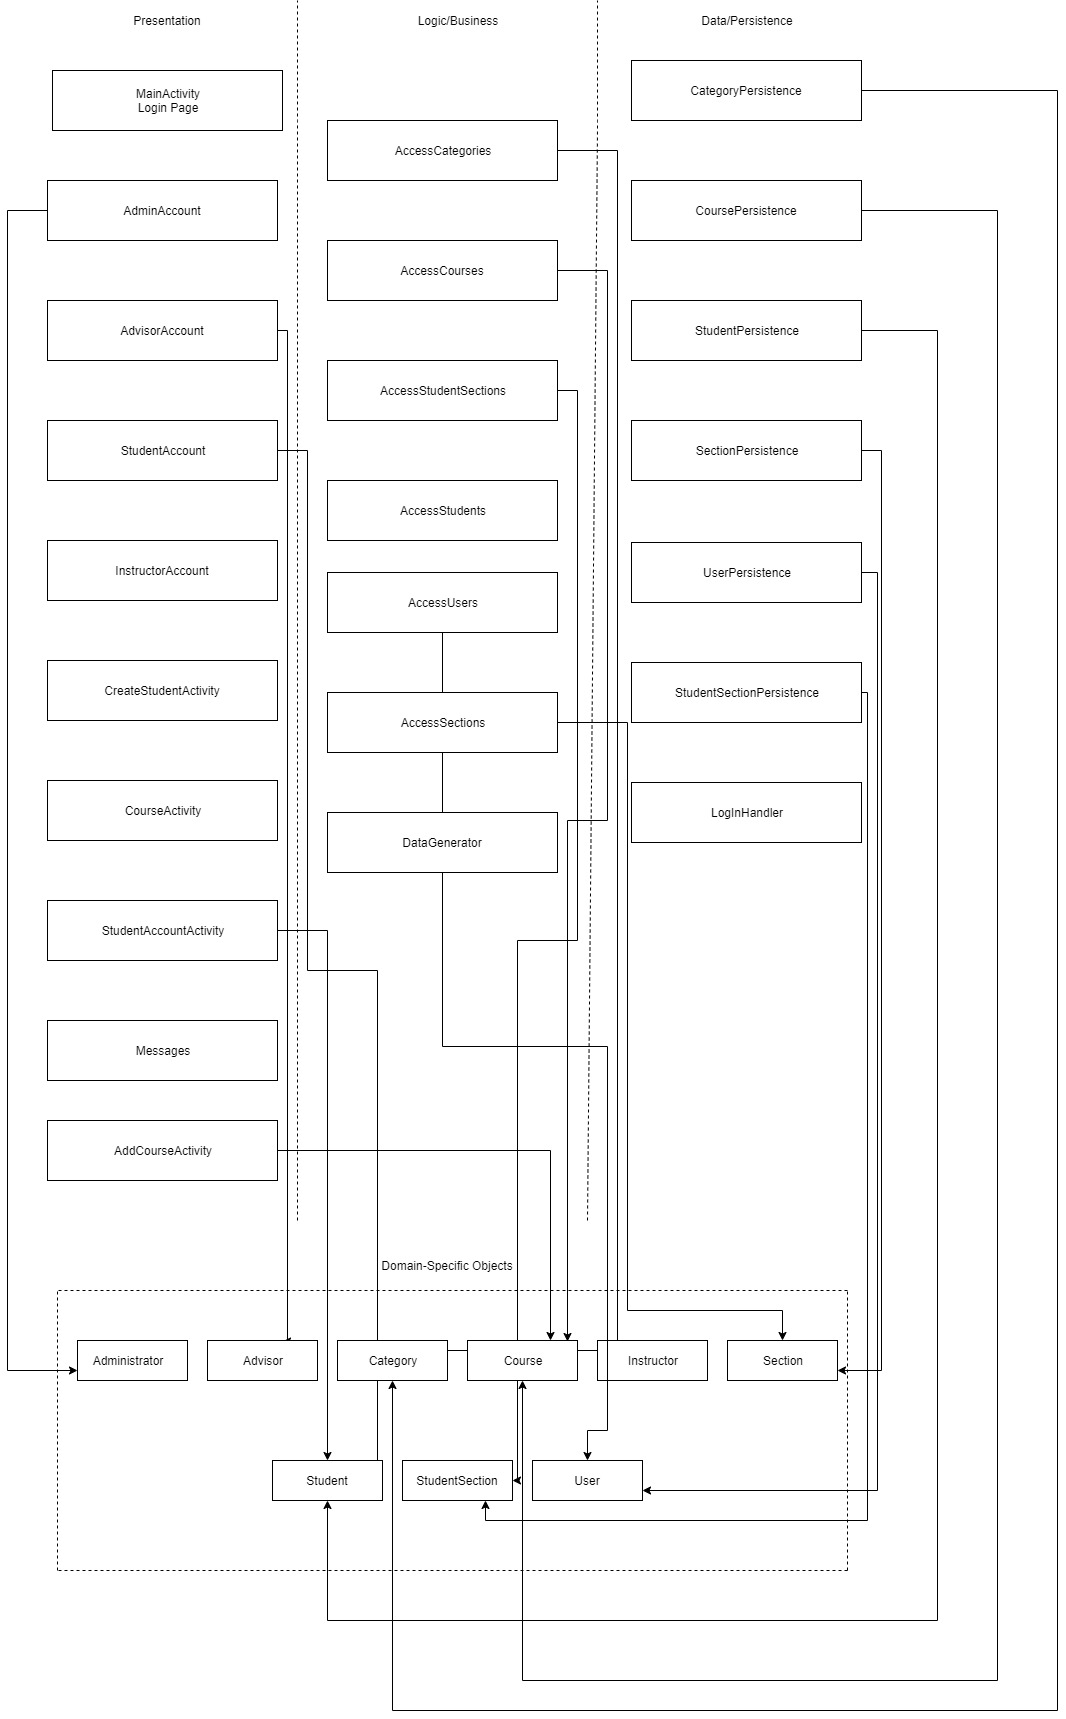 Presentation
Logic/Business
Data/Persistence
MainActivity
Login Page
AdminAccount
AdvisorAccount
StudentAccount
InstructorAccount
CreateStudentActivity
CourseActivity
StudentAccountActivity
Messages
AddCourseActivity
AccessCategories
AccessCourses
AccessStudentSections
AccessStudents
AccessUsers
AccessSections
DataGenerator
CategoryPersistence
CoursePersistence
StudentPersistence
SectionPersistence
UserPersistence
StudentSectionPersistence
LogInHandler
Domain-Specific Objects
Administrator
Advisor
Category
Course
Instructor
Section
Student
StudentSection
User